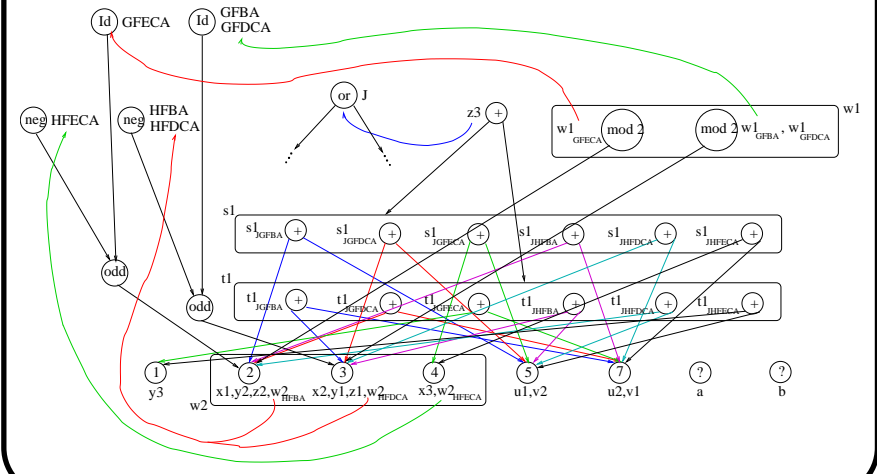 Id GFECA
Id GFBA
GFDCA
neg HFECA
neg HFBA
HFDCA
or J
z3 +
w1
w1GFECA mod 2
mod 2 w1GFBA, w1GFDCA
s1
s1JGFBA +
s1JGFDCA +
s1JGFECA +
s1JHFBA +
s1JHFDCA +
s1JHFECA +
odd
odd
t1
t1JGFBA +
t1JGFDCA +
t1JGFECA +
t1JHFBA +
t1JHFDCA +
t1JHFECA +
1
y3
2
x1,y2,z2,w2HFBA
3
x2,y1,z1,w2HFDCA
4
x3,w2HFECA
w2
5
u1,v2
7
u2,v1
?
a
?
b